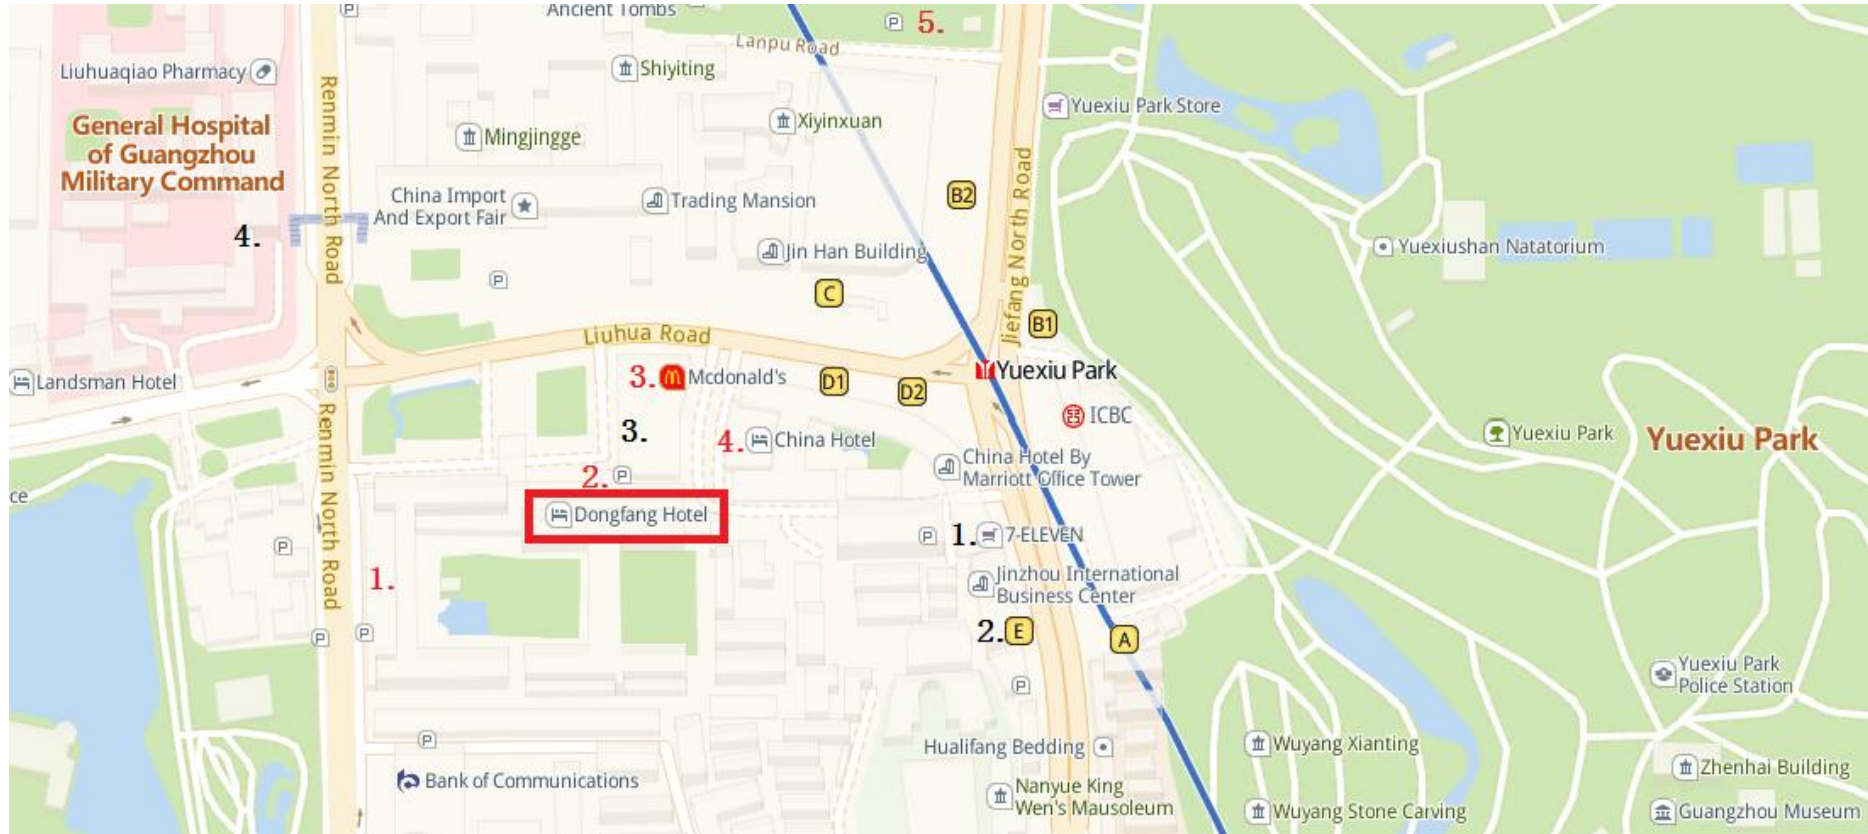 P
Ancient Tombs
P
5.
Lanpu Road
Liuhuaqiao Pharmacy
Shiyiting
Renmin North Road
Yuexiu Park Store
General Hospital
of Guangzhou
Military Command
Mingjingge
Xiyinxuan
Jiefang North Road
China Import
And Export Fair
Trading Mansion
B2
4.
Jin Han Building
Yuexiushan Natatorium
P
C
Liuhua Road
B1
Landsman Hotel
3.
Mcdonald's
D1
D2
Yuexiu Park
ICBC
Renmin North Road
3.
4.
China Hotel
Yuexiu Park
Yuexiu Park
China Hotel By
Marriott Office Tower
ce
2.
P
Dongfang Hotel
P
1.
7-ELEVEN
P
1.
Jinzhou International
Business Center
P
P
2.
E
A
Yuexiu Park
Police Station
P
P
Hualifang Bedding
Wuyang Xianting
Bank of Communications
Zhenhai Building
Nanyue King
Wen's Mausoleum
Wuyang Stone Carving
Guangzhou Museum